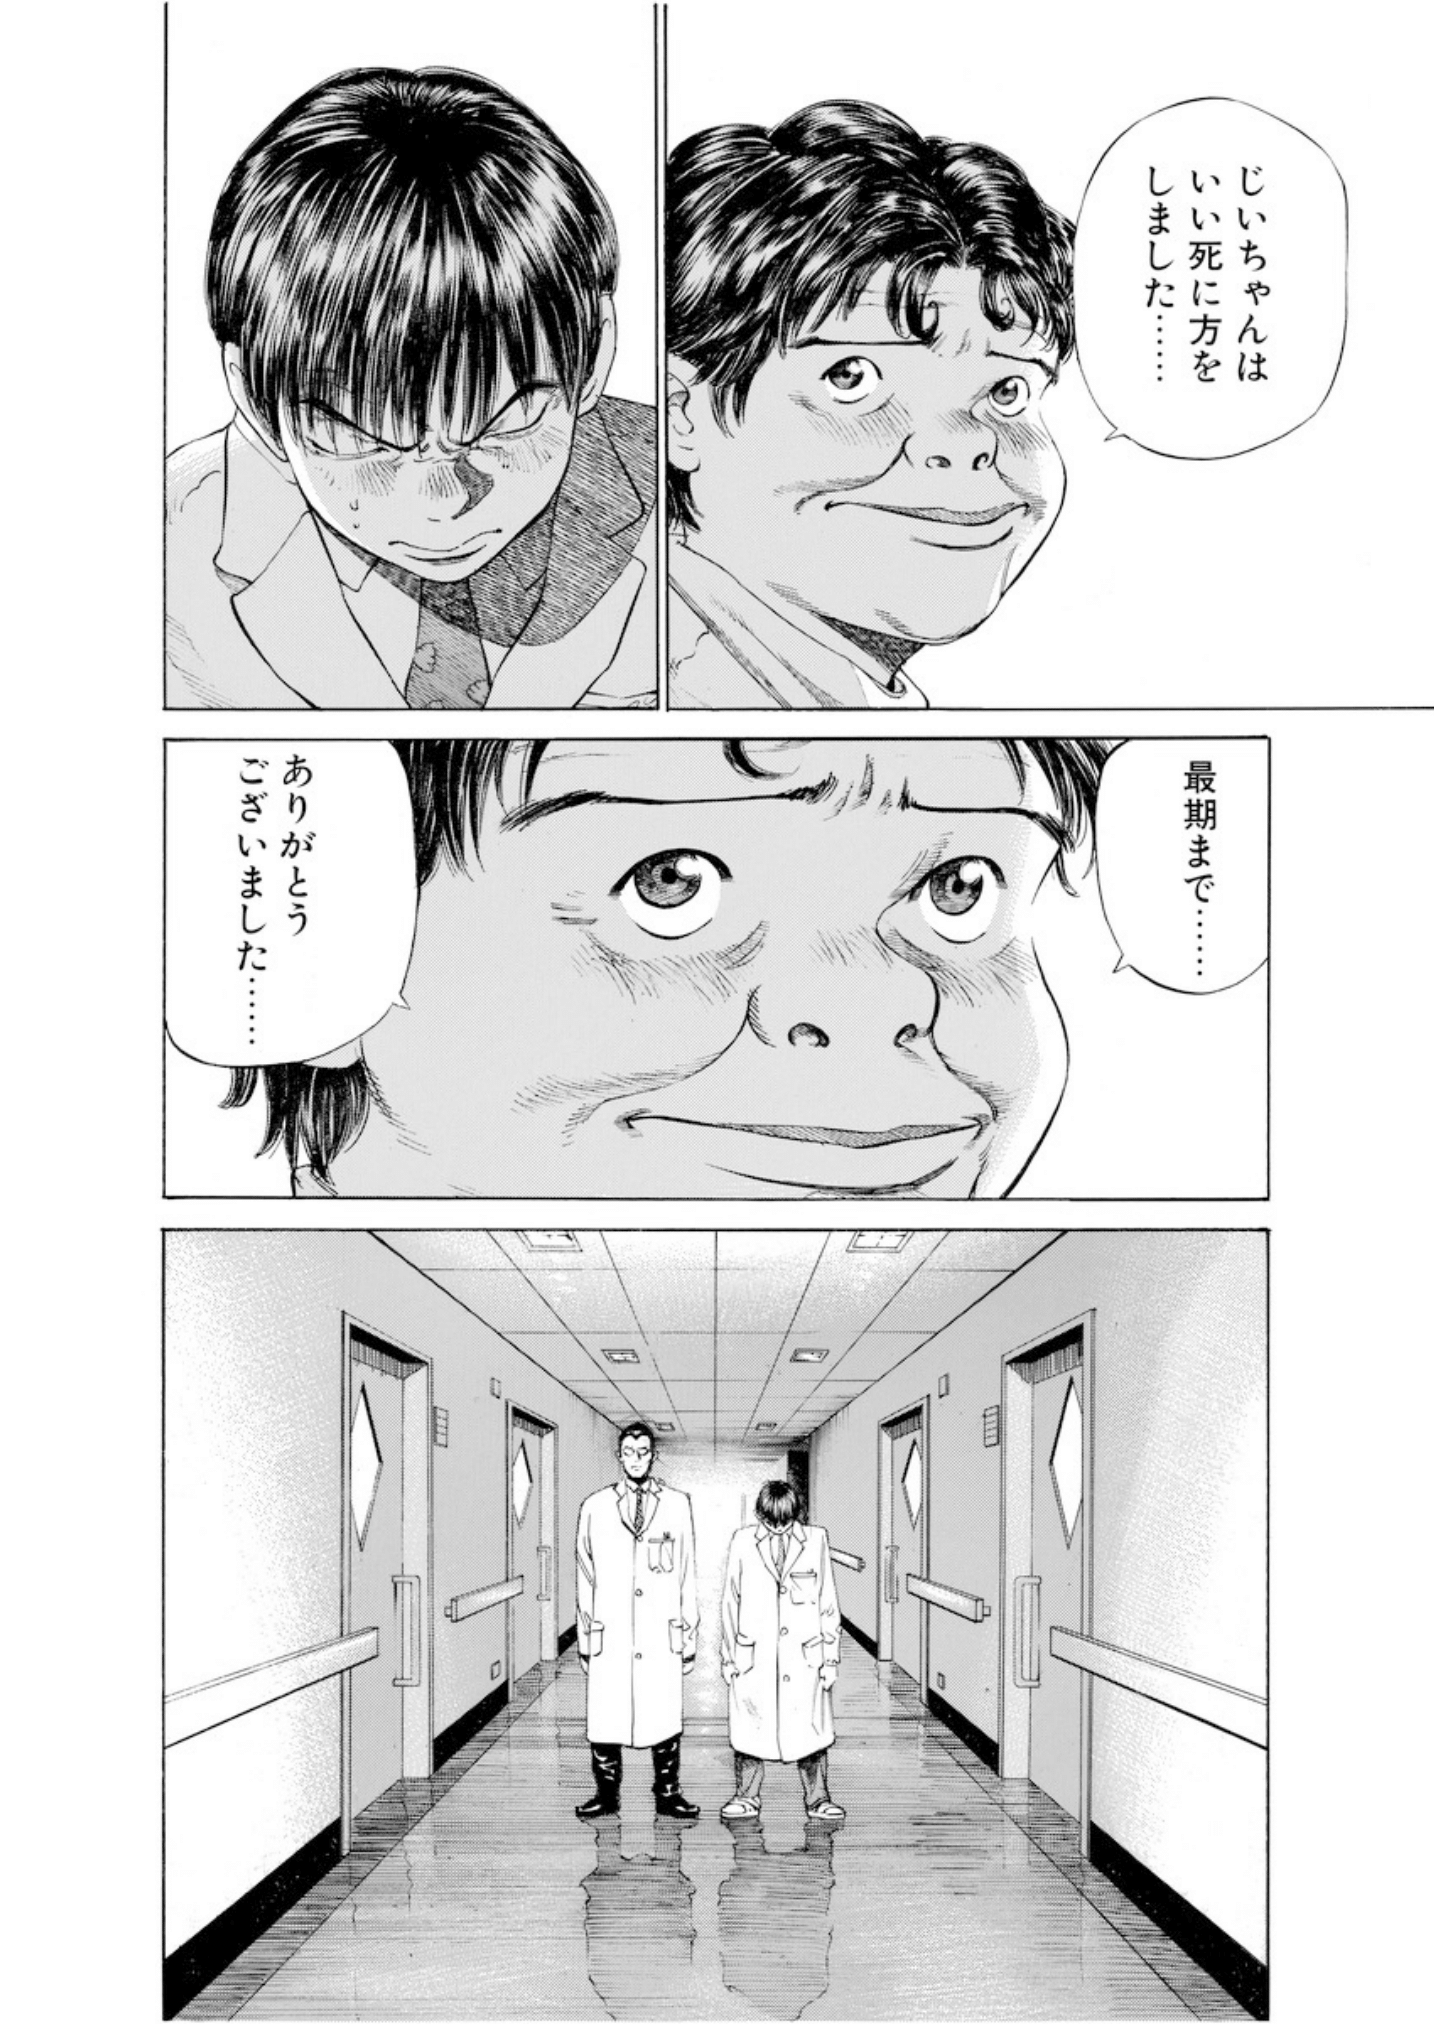 じいちゃんは
いい死に方を
しました……
最期まで……
ありがとう
ございました……